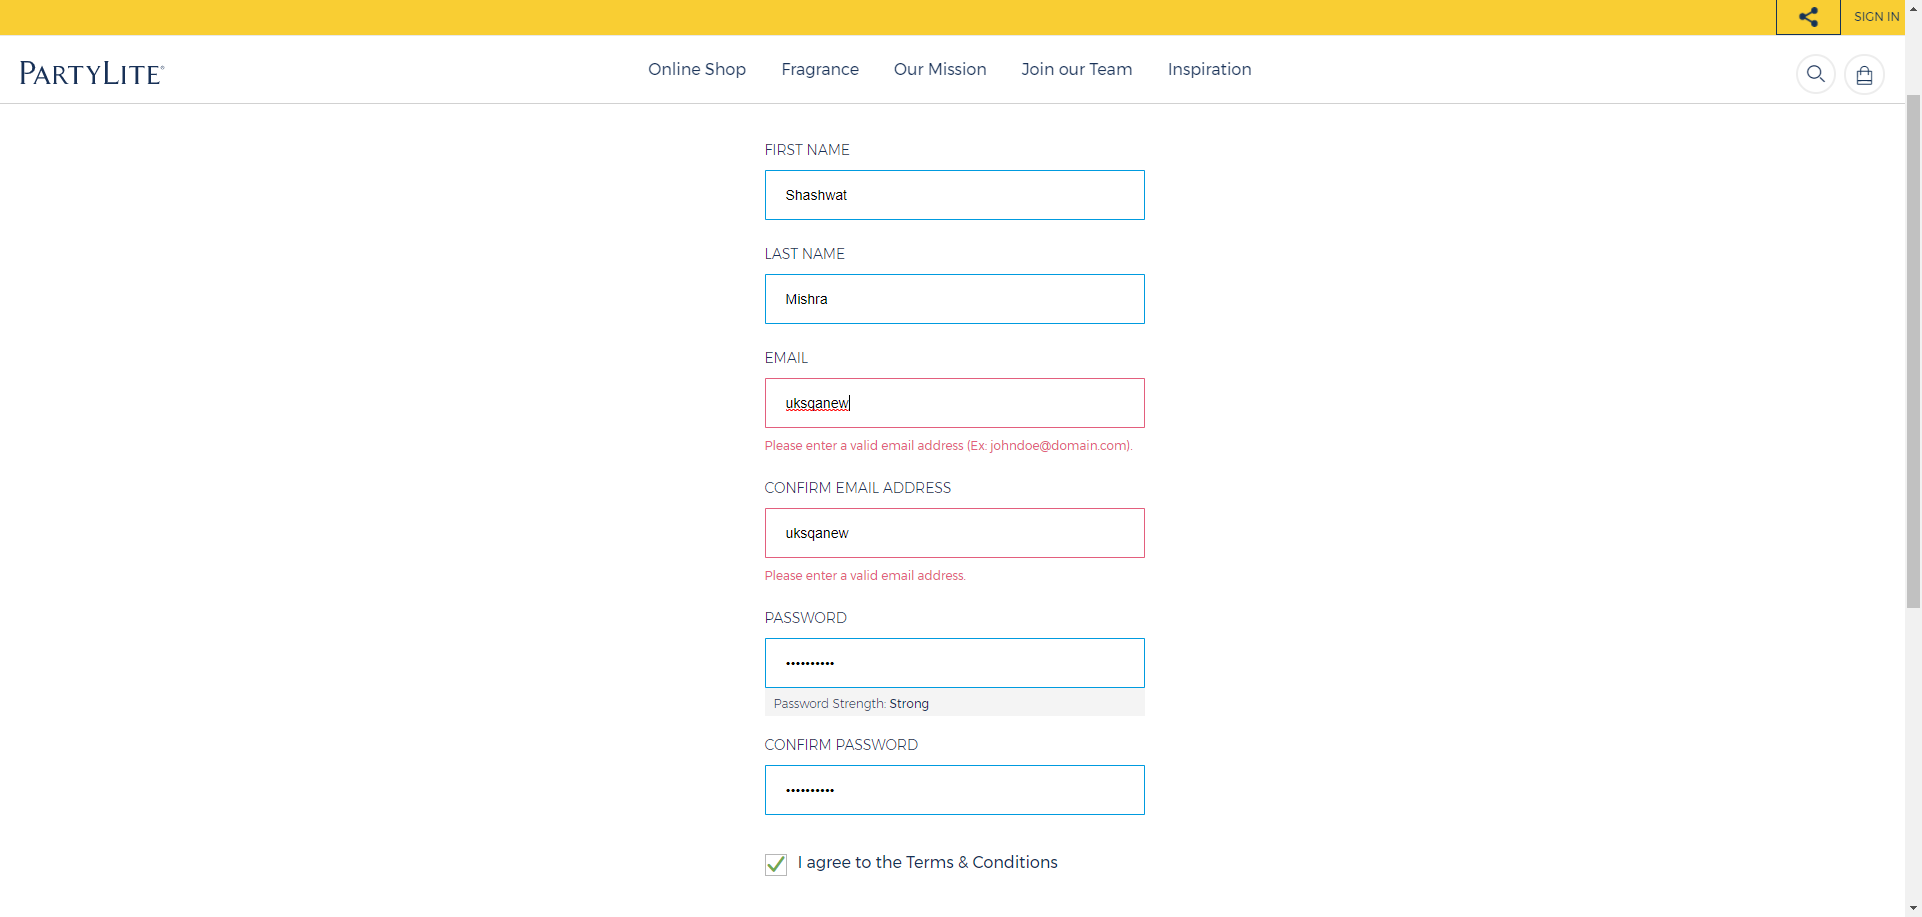 SIGN IN
PARTYLITE®
Online Shop Fragrance Our Mission Join our Team Inspiration
FIRST NAME
Shashwat
LAST NAME
Mishra
EMAIL
uksqanew
Please enter a valid email address (Ex: johndoe@domain.com).
CONFIRM EMAIL ADDRESS
uksqanew
Please enter a valid email address.
PASSWORD
••••••••••
Password Strength: Strong
CONFIRM PASSWORD
••••••••••
I agree to the Terms & Conditions